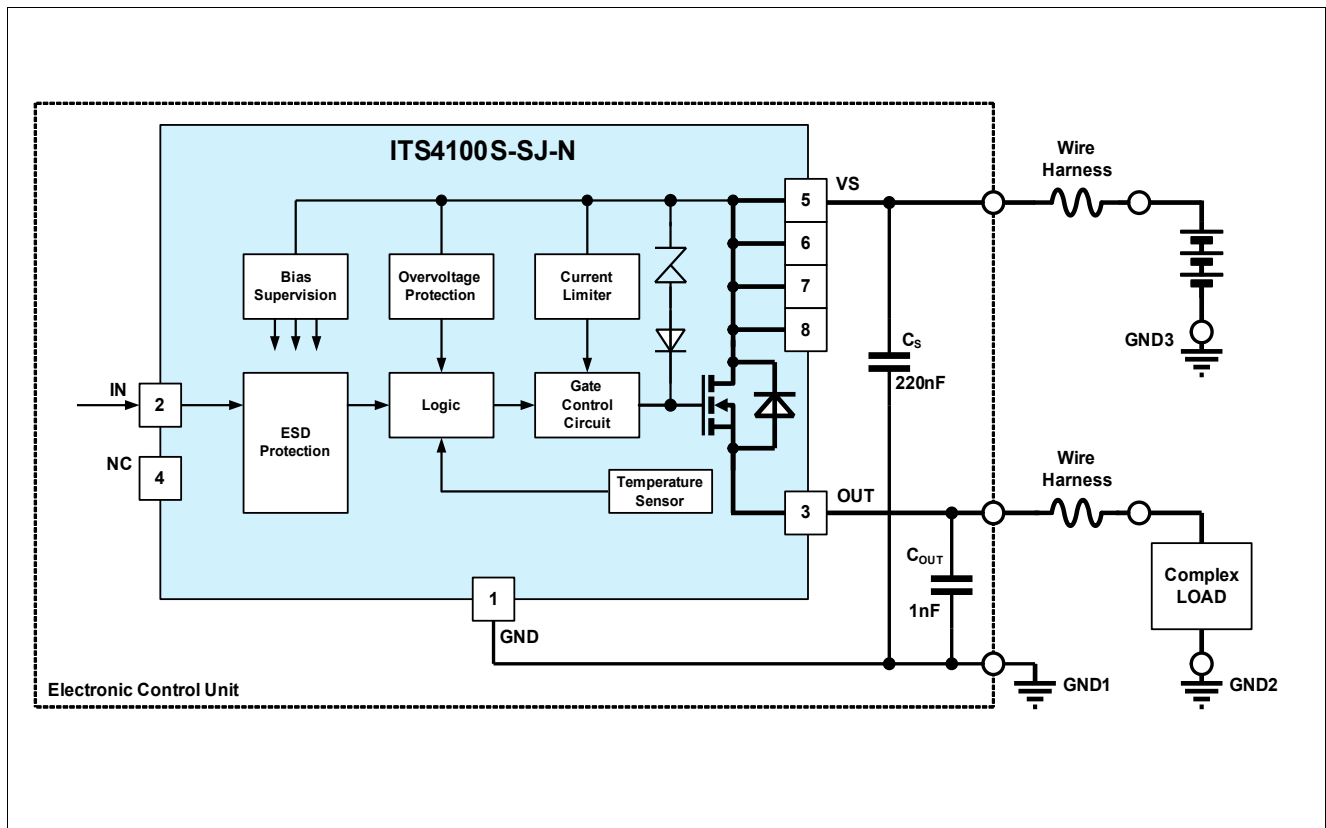 ITS4100S-SJ-N
VS
5
6
7
8
Wire
Harness
Bias
Supervision
Overvoltage
Protection
Current
Limiter
GND3
CS
220nF
IN
2
NC
4
ESD
Protection
Logic
Gate
Control
Circuit
Temperature
Sensor
3
OUT
Wire
Harness
COUT
1nF
Complex
LOAD
1
GND
GND1
GND2
Electronic Control Unit